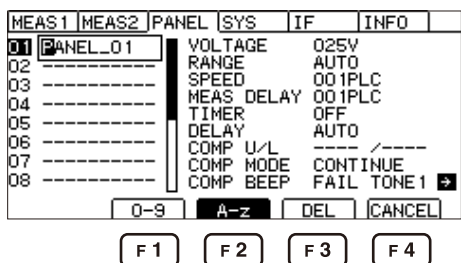 MEAS1 MEAS2 PANEL SYS IF INFO
01 PANEL_01 VOLTAGE 025V
02 ---------- RANGE AUTO
03 ---------- SPEED 001PLC
04 ---------- MEAS DELAY 001PLC
05 ---------- TIMER OFF
06 ---------- DELAY AUTO
07 ---------- COMP U/L ---- /----
08 ---------- COMP MODE CONTINUE
COMP BEEP FAIL TONE1 →
0-9 A-z DEL CANCEL
F1 F2 F3 F4